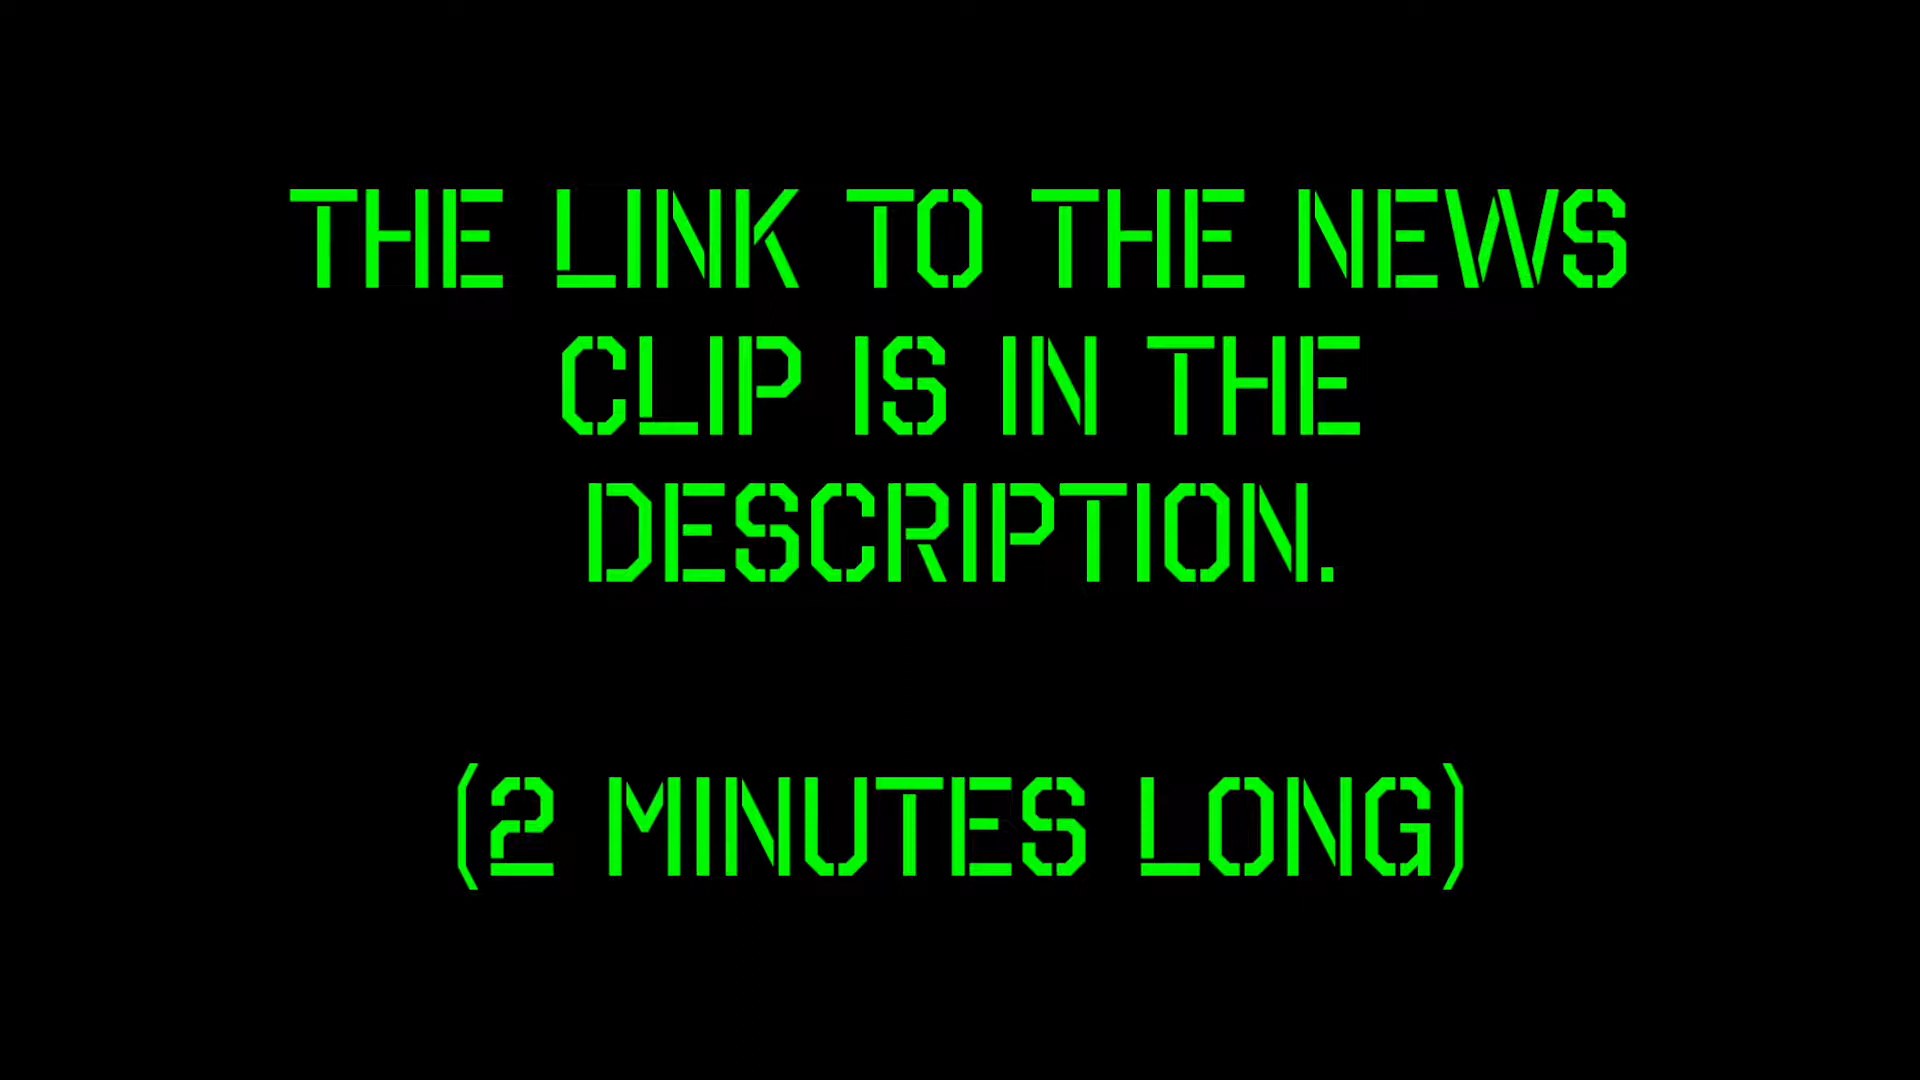 THE LINK TO THE NEWS
CLIP IS IN THE
DESCRIPTION.
(2 MINUTES LONG)